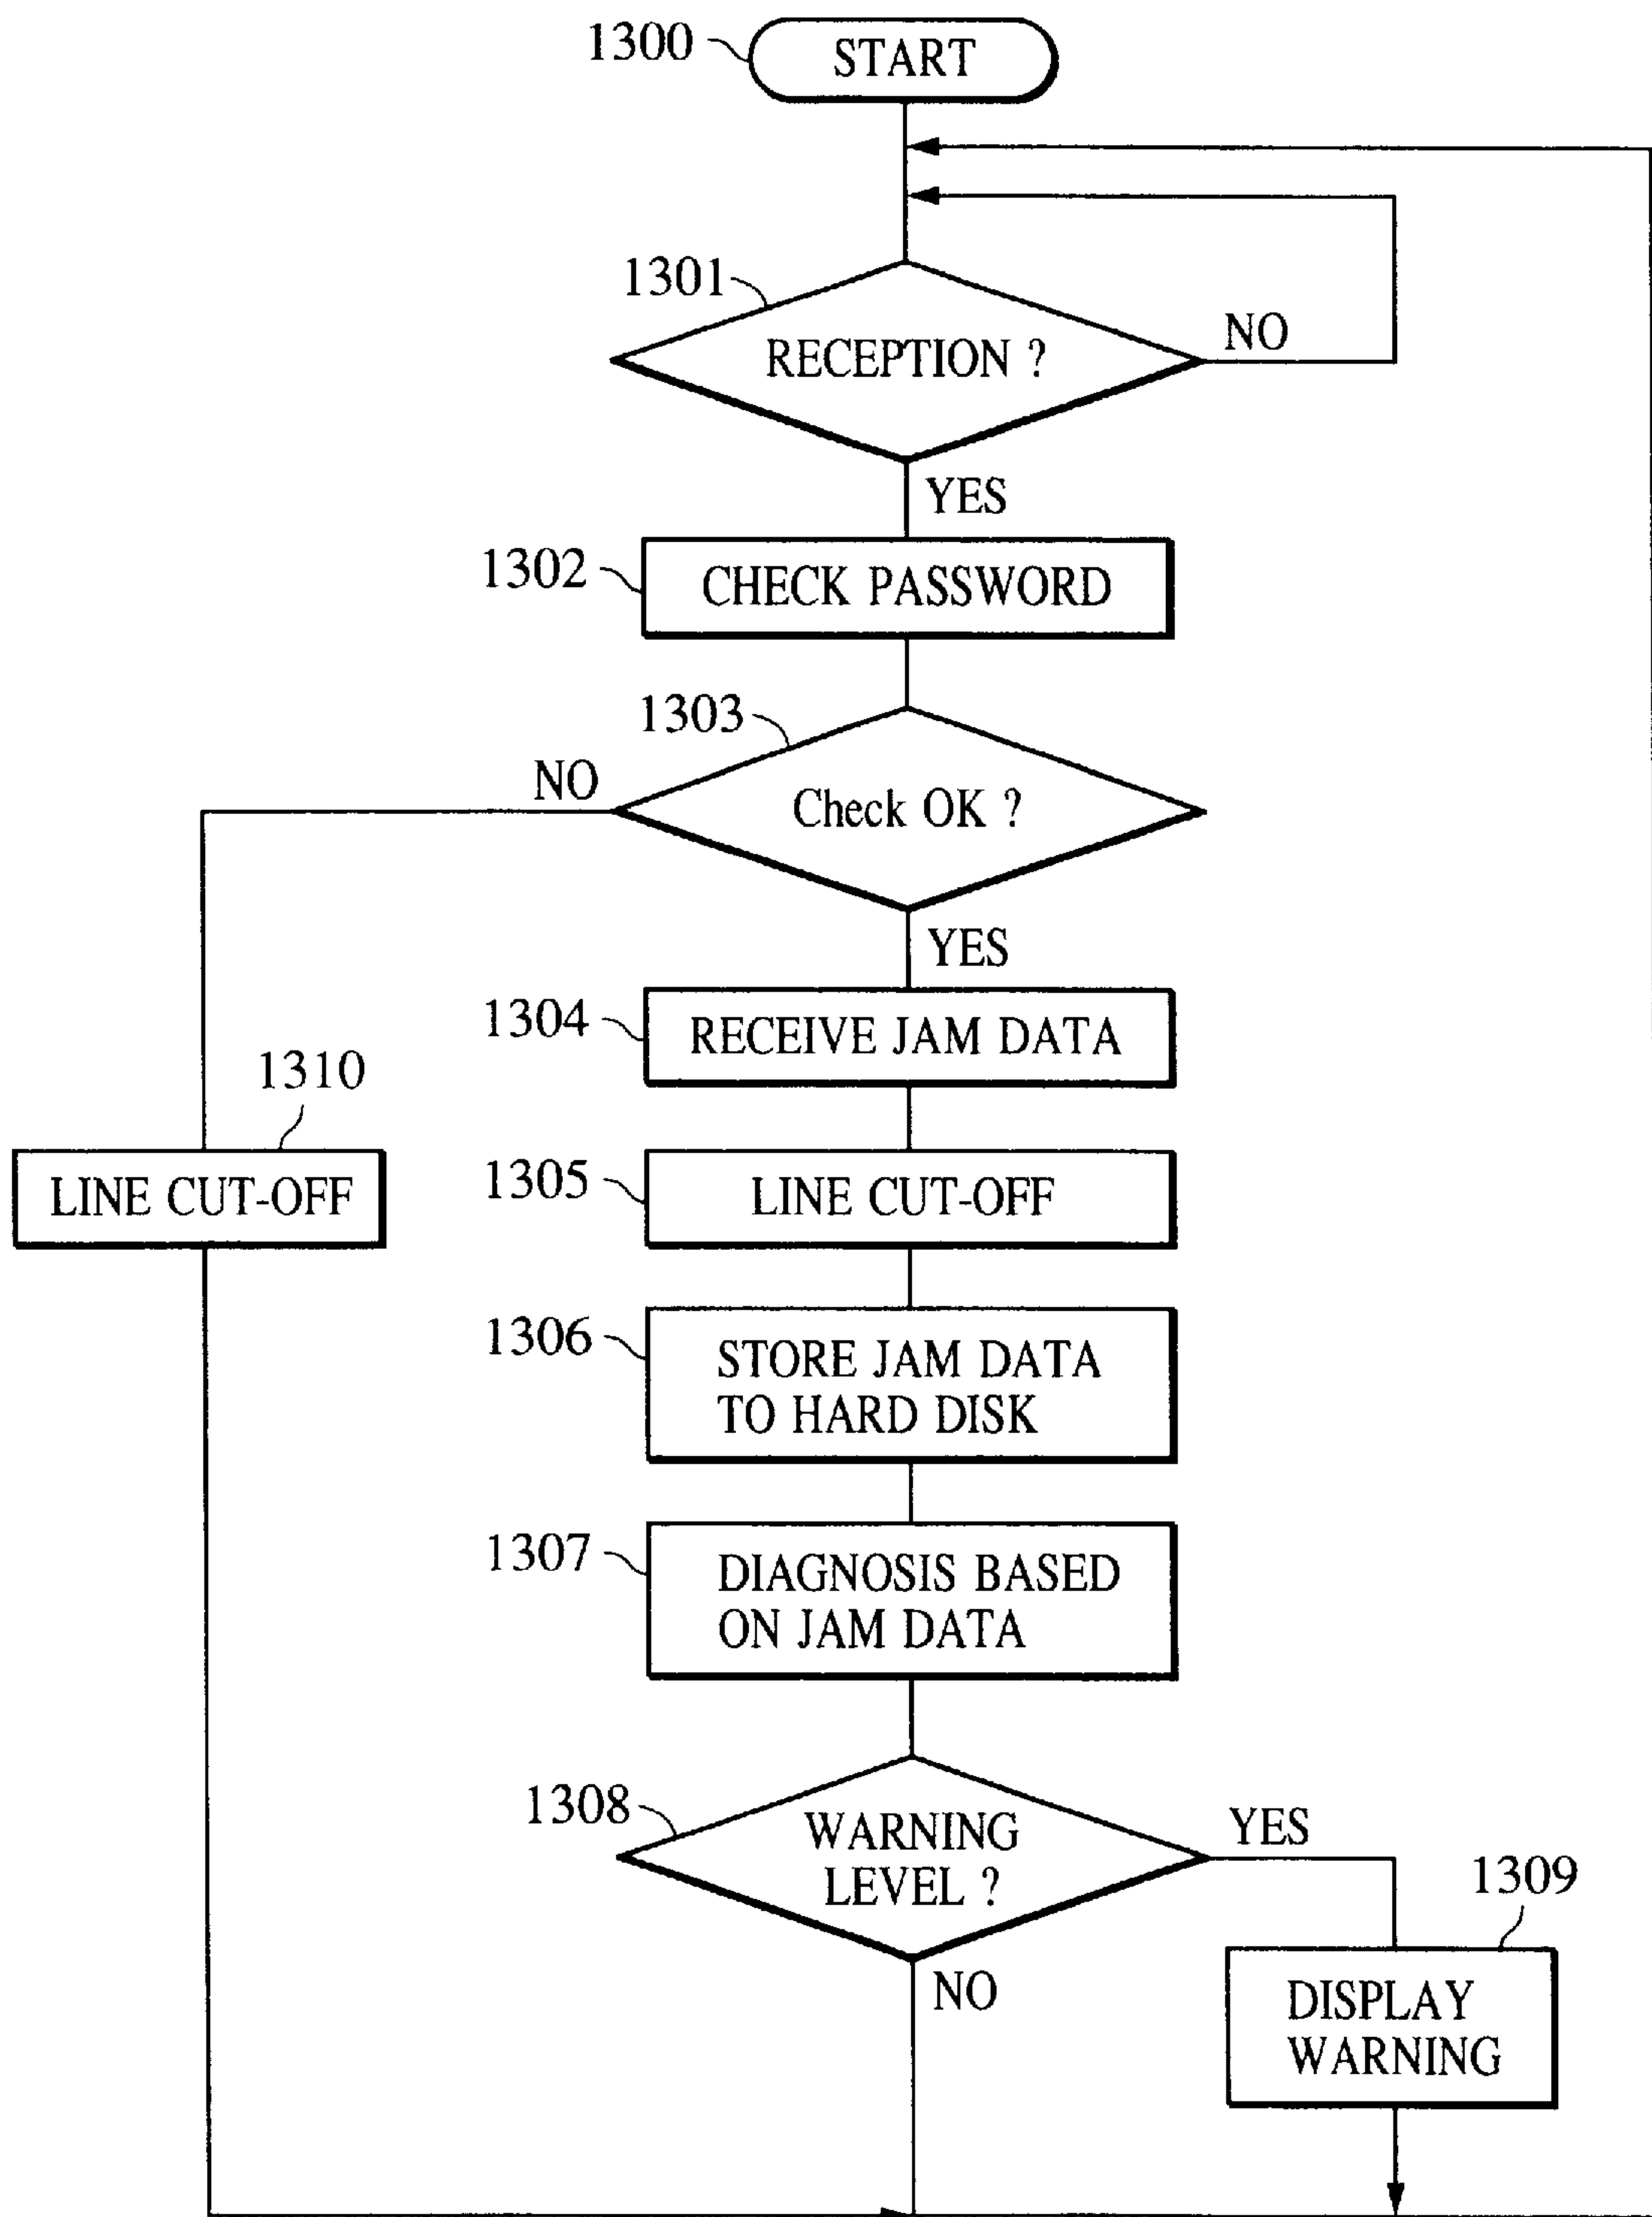 1300
START
1301
RECEPTION ?
NO
YES
1302
CHECK PASSWORD
1303
NO
Check OK ?
YES
1304
RECEIVE JAM DATA
1310
LINE CUT-OFF
1305
LINE CUT-OFF
1306
STORE JAM DATA
TO HARD DISK
1307
DIAGNOSIS BASED
ON JAM DATA
1308
WARNING
LEVEL ?
YES
NO
1309
DISPLAY
WARNING